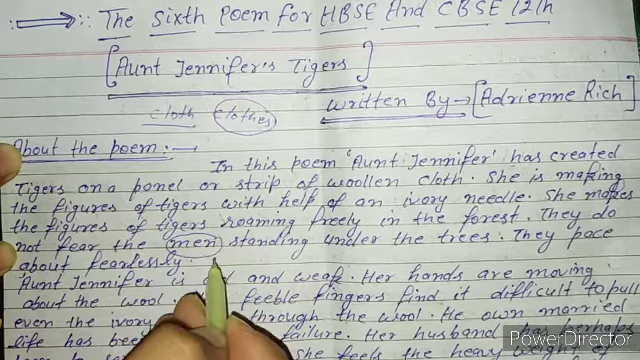 The Sixth Poem for HBSE And CBSE 12th
[Aunt Jennifer's Tigers]
Cloth Clothes written By → [Adrienne Rich]
About the poem:→
In this poem 'Aunt Jennifer' has created
Tigers on a panel or strip of woollen cloth. She is making
the figures of tigers with help of an ivory needle. She makes
the figures of tigers roaming freely in the forest. They do
not fear the men standing under the trees. They pace
about fearlessly.
Aunt Jennifer is and weak. Her hands are moving
about the wool. feeble fingers find it difficult to pull
even the ivory through the wool. He own married
life has failure. Her husband has perhaps
She feels the heavy weight of
PowerDirector